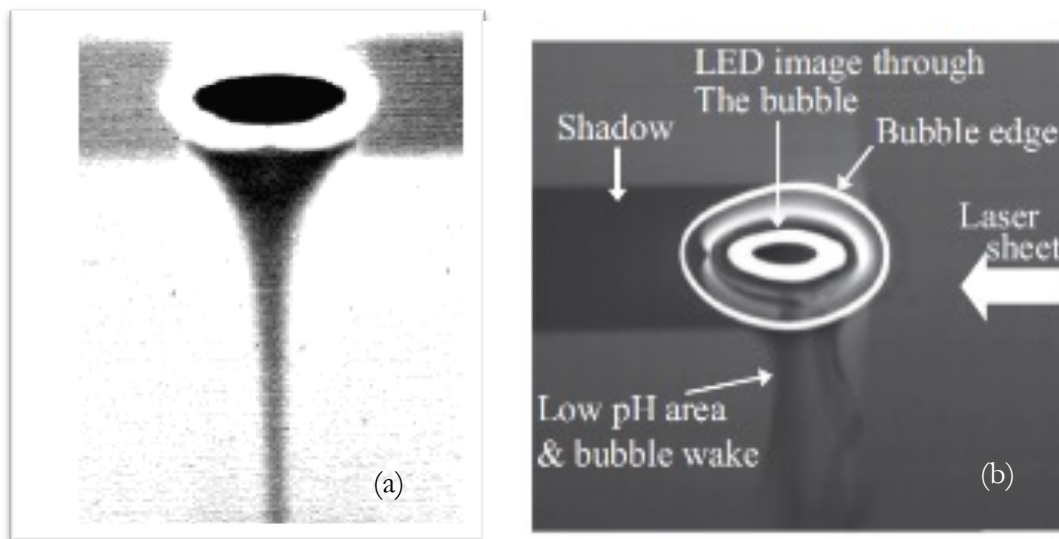 LED image through
The bubble
Shadow
Bubble edge
Laser
sheet
Low pH area
& bubble wake
(a)
(b)